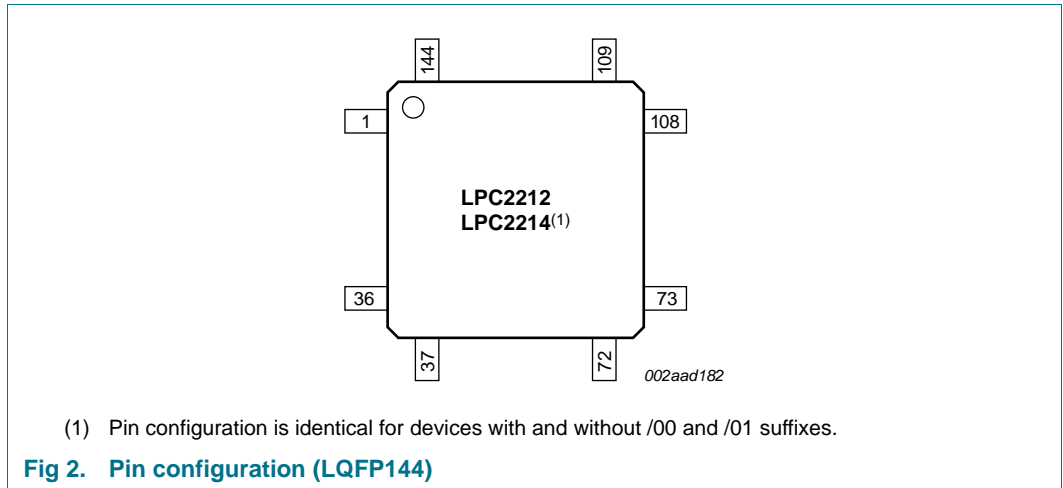 144
109
1
108
LPC2212
LPC2214(1)
36
73
37
72
002aad182
(1) Pin configuration is identical for devices with and without /00 and /01 suffixes.
Fig 2. Pin configuration (LQFP144)